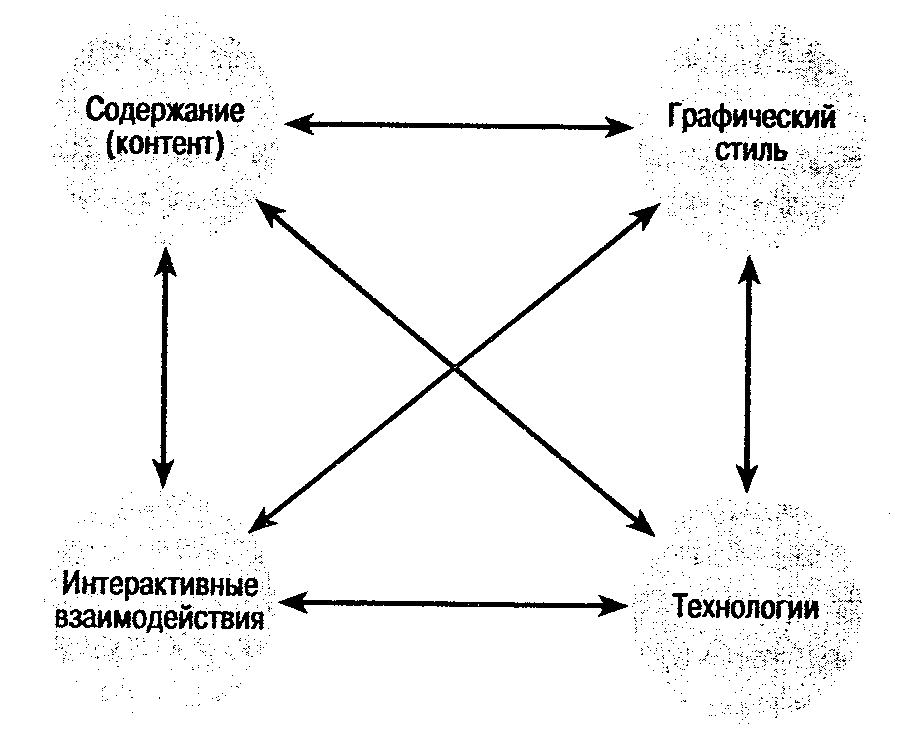 Содержание
(контент)
Графический
стиль
Интерактивные
взаимодействия
Технологии